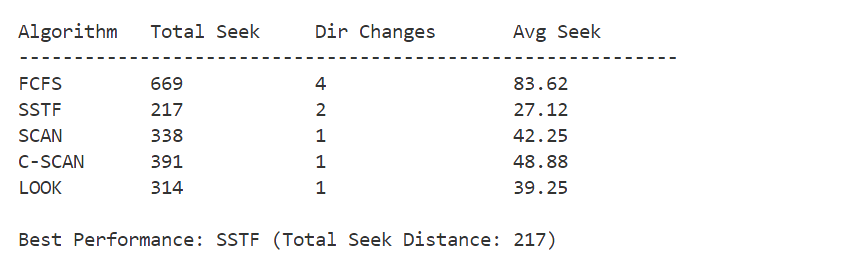 Algorithm   Total Seek     Dir Changes       Avg Seek
------------------------------------------------------------
FCFS        669            4                 83.62
SSTF        217            2                 27.12
SCAN        338            1                 42.25
C-SCAN      391            1                 48.88
LOOK        314            1                 39.25
Best Performance: SSTF (Total Seek Distance: 217)